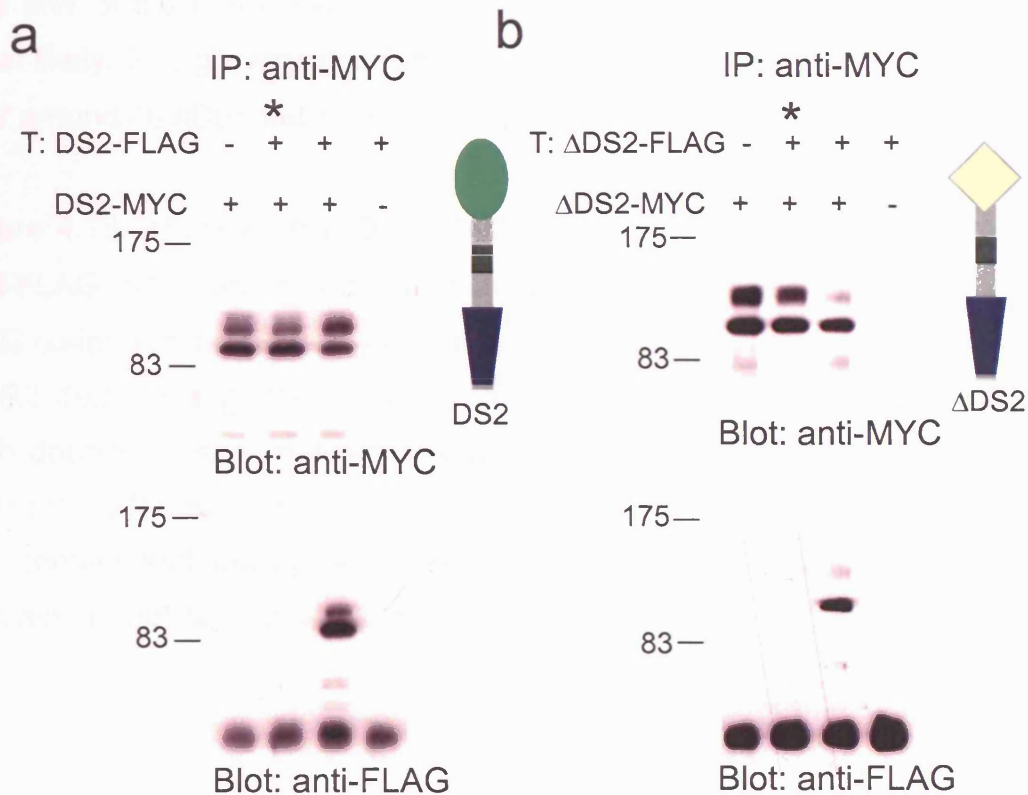 a
IP: anti-MYC
*
T: DS2-FLAG - + + +
DS2-MYC + + + -
175
83
Blot: anti-MYC
175
83
Blot: anti-FLAG
DS2
b
IP: anti-MYC
*
T: ΔDS2-FLAG - + + +
ΔDS2-MYC + + + -
175
83
Blot: anti-MYC
175
83
Blot: anti-FLAG
ΔDS2